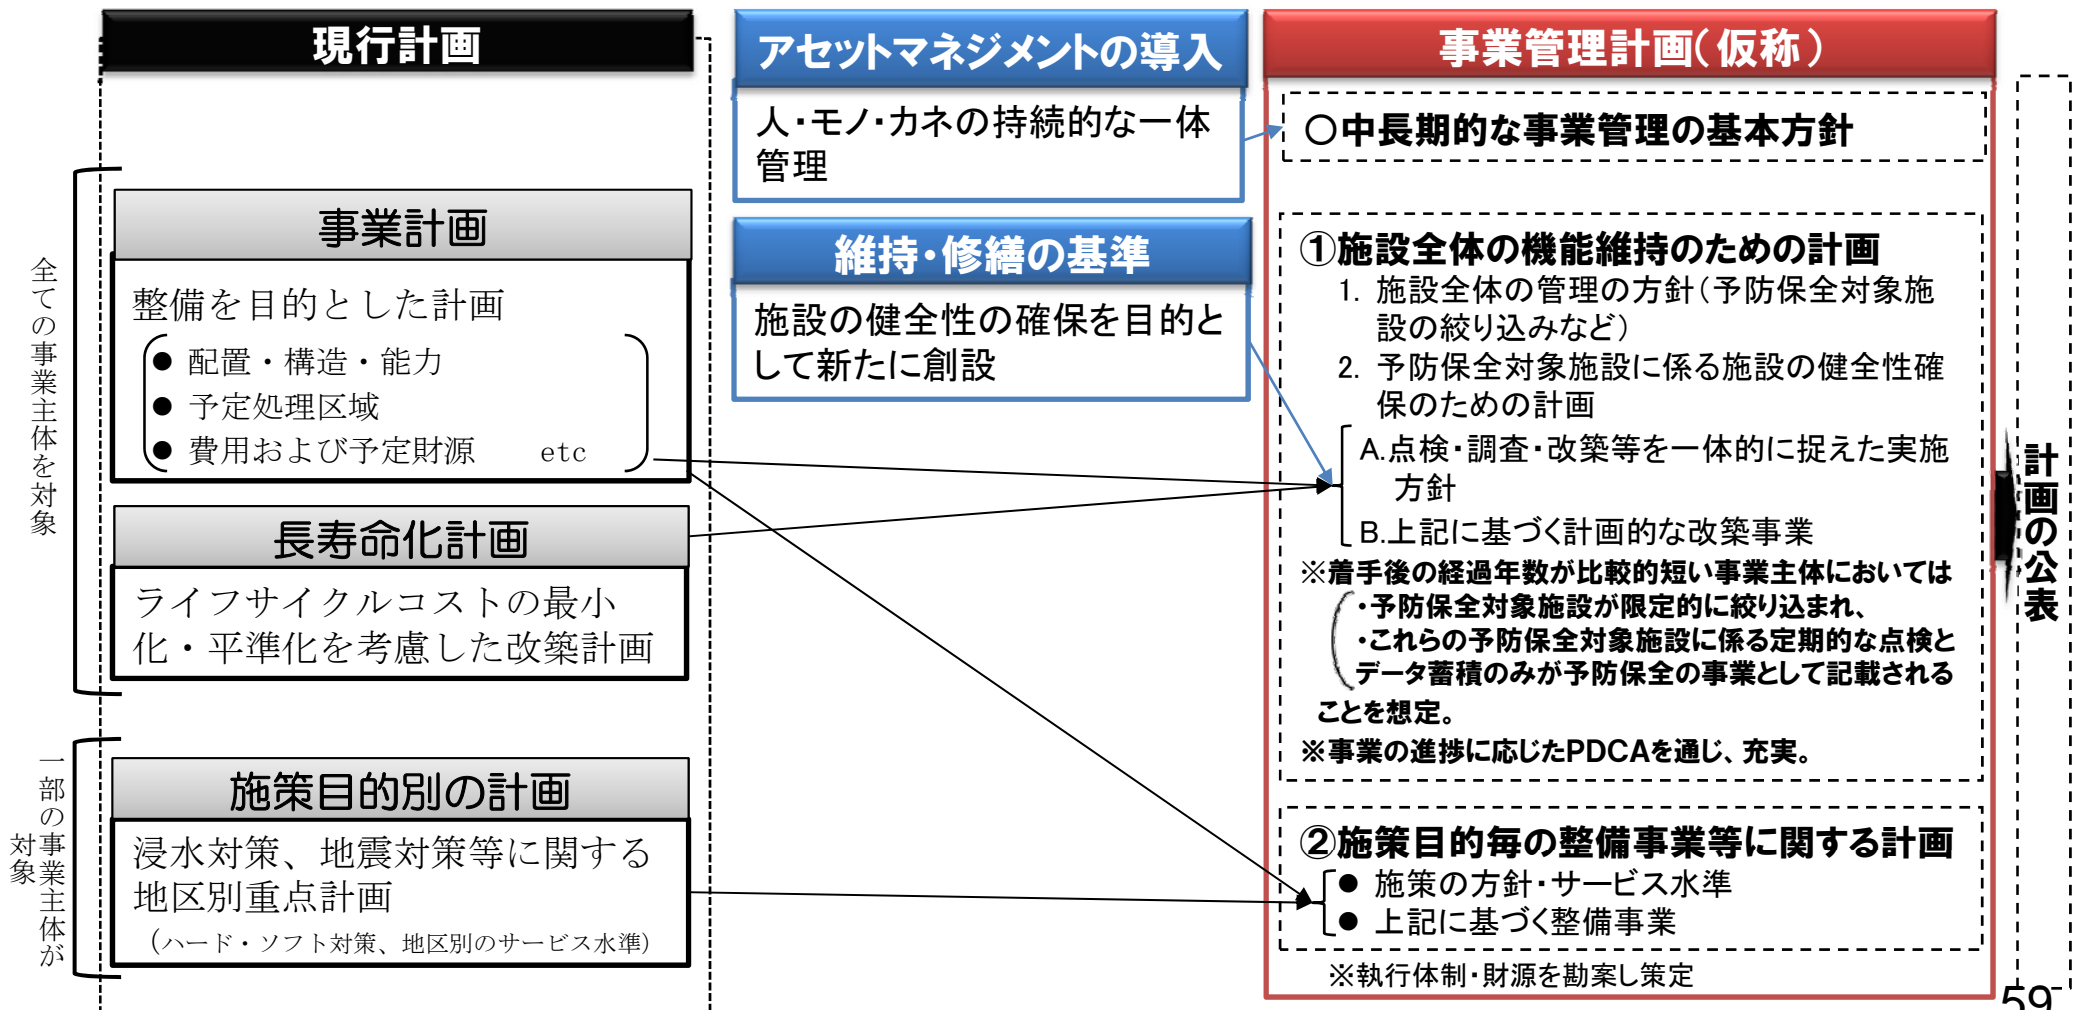 現行計画
全ての事業主体を対象
事業計画
整備を目的とした計画
● 配置・構造・能力
● 予定処理区域
● 費用および予定財源 etc
長寿命化計画
ライフサイクルコストの最小
化・平準化を考慮した改築計画
一部の事業主体が
対象
施策目的別の計画
浸水対策、地震対策等に関する
地区別重点計画
(ハード・ソフト対策、地区別のサービス水準)
アセットマネジメントの導入
人・モノ・カネの持続的な一体
管理
維持・修繕の基準
施設の健全性の確保を目的と
して新たに創設
事業管理計画(仮称)
○中長期的な事業管理の基本方針
①施設全体の機能維持のための計画
1. 施設全体の管理の方針(予防保全対象施
設の絞り込みなど)
2. 予防保全対象施設に係る施設の健全性確
保のための計画
A.点検・調査・改築等を一体的に捉えた実施
方針
B.上記に基づく計画的な改築事業
※着手後の経過年数が比較的短い事業主体においては
・予防保全対象施設が限定的に絞り込まれ、
・これらの予防保全対象施設に係る定期的な点検と
データ蓄積のみが予防保全の事業として記載される
ことを想定。
※事業の進捗に応じたPDCAを通じ、充実。
②施策目的毎の整備事業等に関する計画
● 施策の方針・サービス水準
● 上記に基づく整備事業
※執行体制・財源を勘案し策定
計画の公表
59